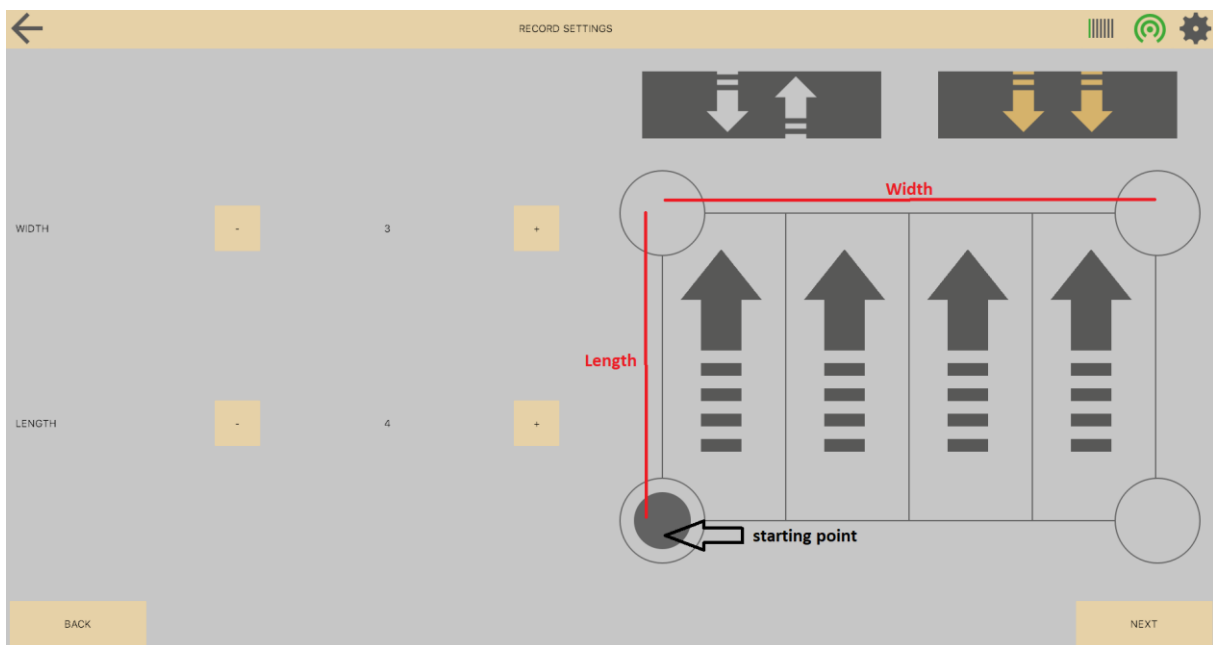 RECORD SETTINGS
Width
WIDTH - 3 +
Length
LENGTH - 4 +
starting point
BACK NEXT